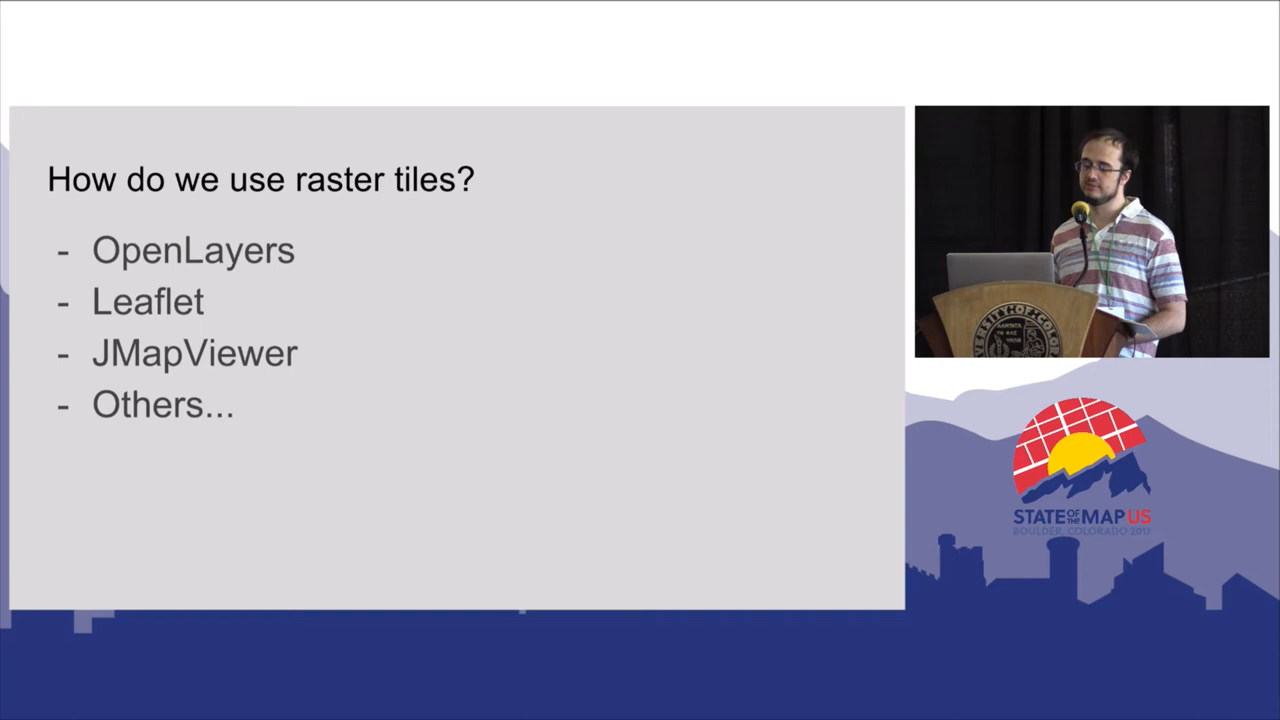 How do we use raster tiles?
- OpenLayers
- Leaflet
- JMapViewer
- Others...
STATE OF THE MAP US
BOULDER, COLORADO 2017